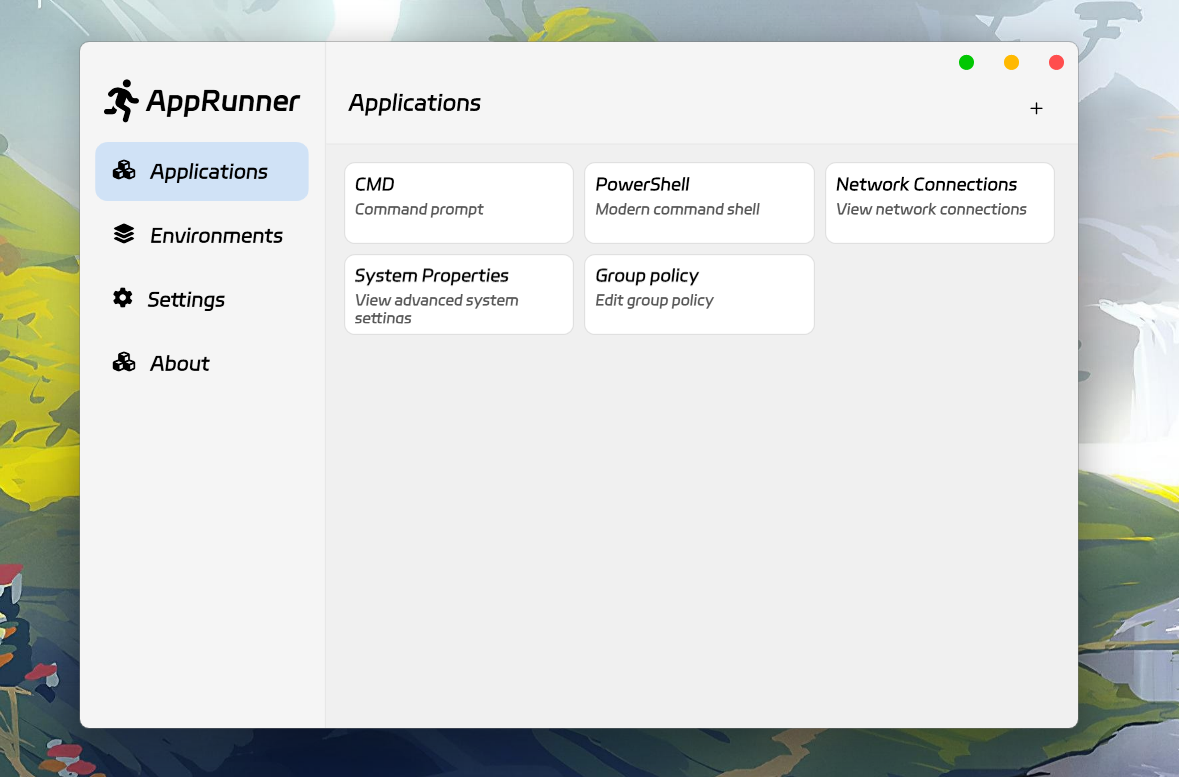 AppRunner
Applications
Environments
Settings
About
Applications
+
CMD
Command prompt
PowerShell
Modern command shell
Network Connections
View network connections
System Properties
View advanced system
settings
Group policy
Edit group policy